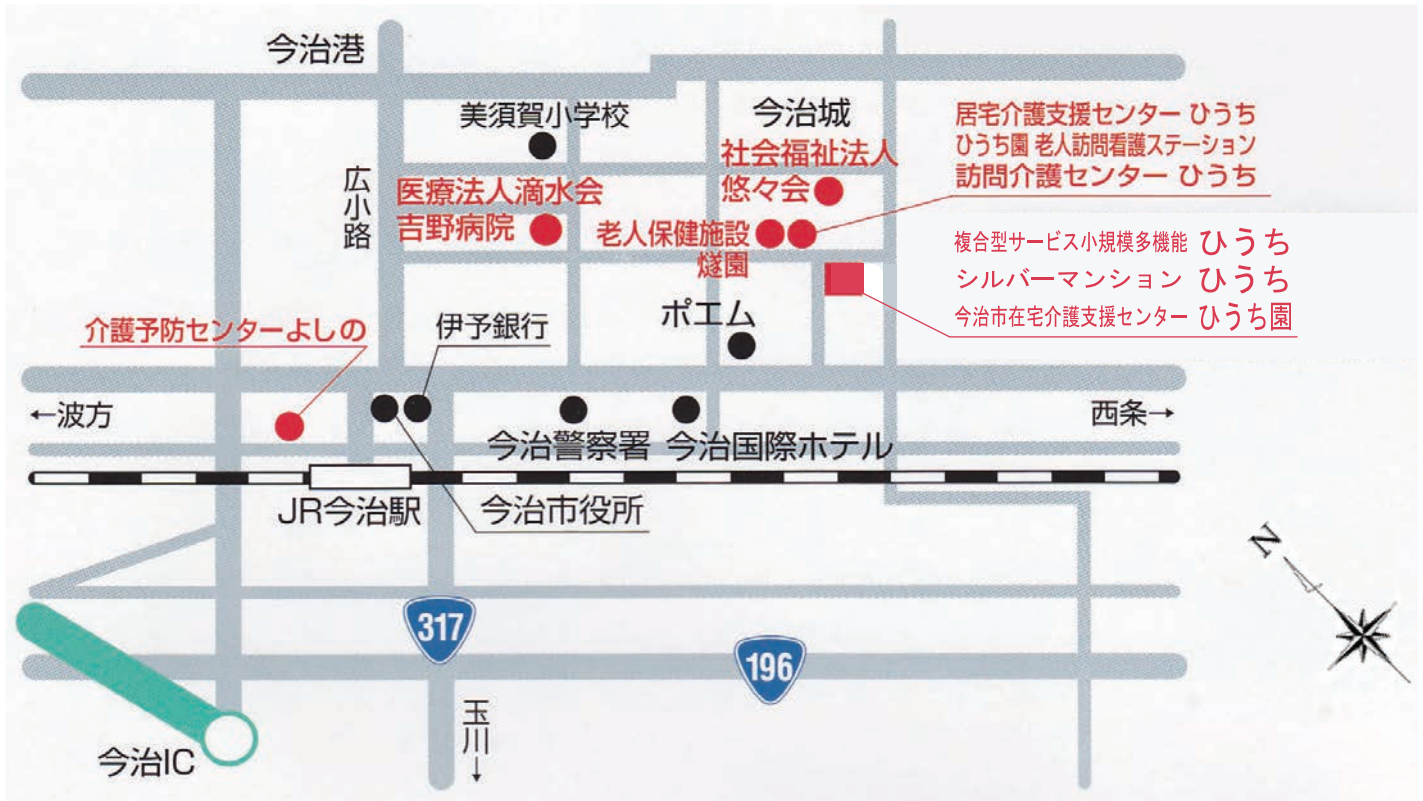 今治港
美須賀小学校
今治城
居宅介護支援センター ひうち
ひうち園 老人訪問看護ステーション
訪問介護センター ひうち
社会福祉法人
悠々会
広小路
医療法人滴水会
吉野病院
老人保健施設
燧園
複合型サービス小規模多機能 ひうち
シルバーマンション ひうち
今治市在宅介護支援センター ひうち園
介護予防センターよしの
伊予銀行
ポエム
←波方
西条→
今治警察署
今治国際ホテル
JR今治駅
今治市役所
N
317
196
玉川↓
今治IC